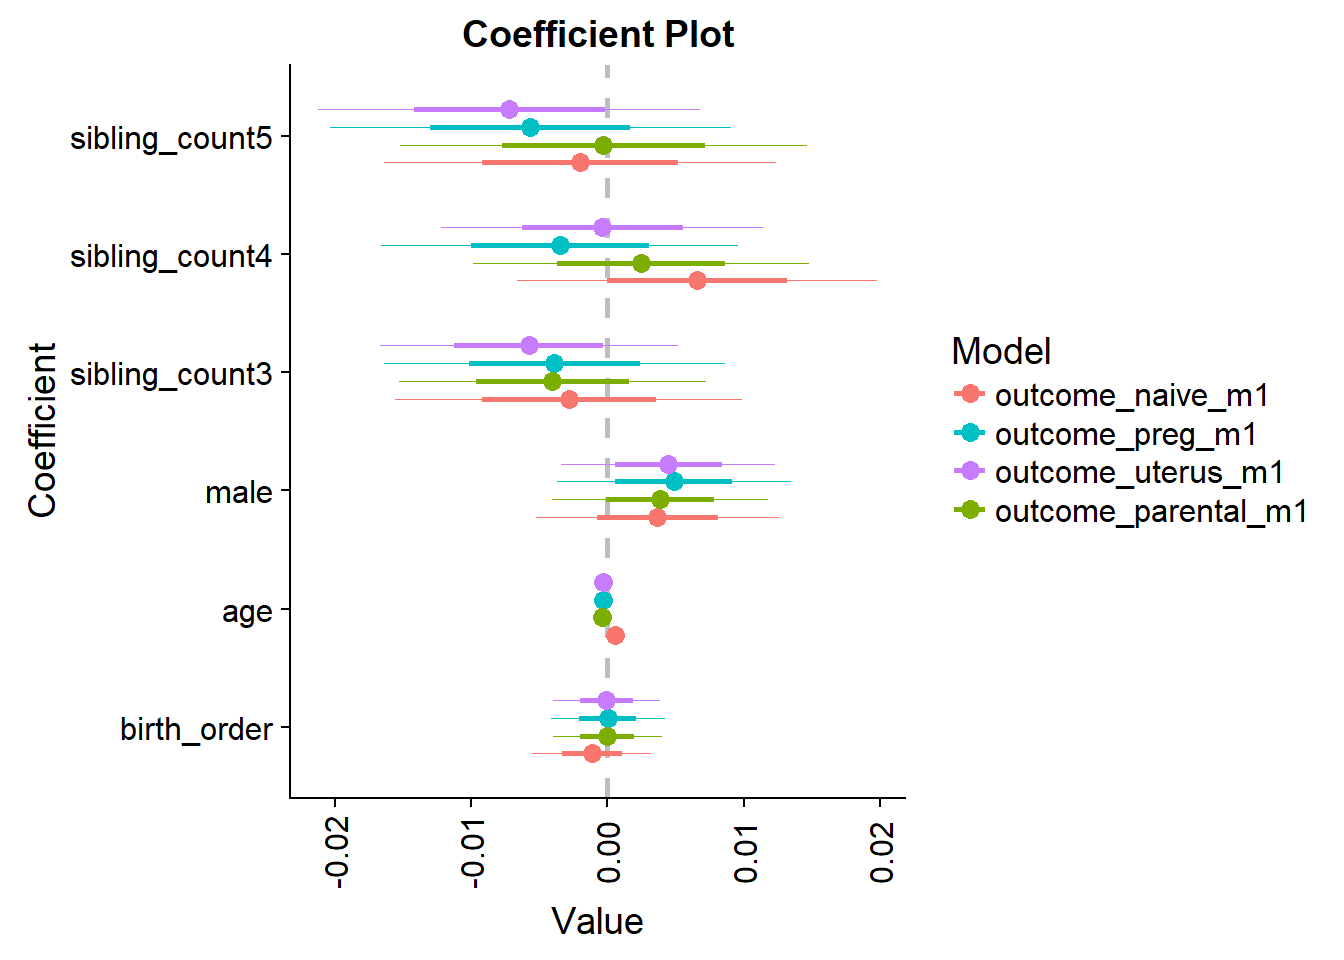 Coefficient Plot
sibling_count5
sibling_count4
sibling_count3
male
age
birth_order
Coefficient
-0.02
-0.01
0.00
0.01
0.02
Value
Model
outcome_naive_m1
outcome_preg_m1
outcome_uterus_m1
outcome_parental_m1